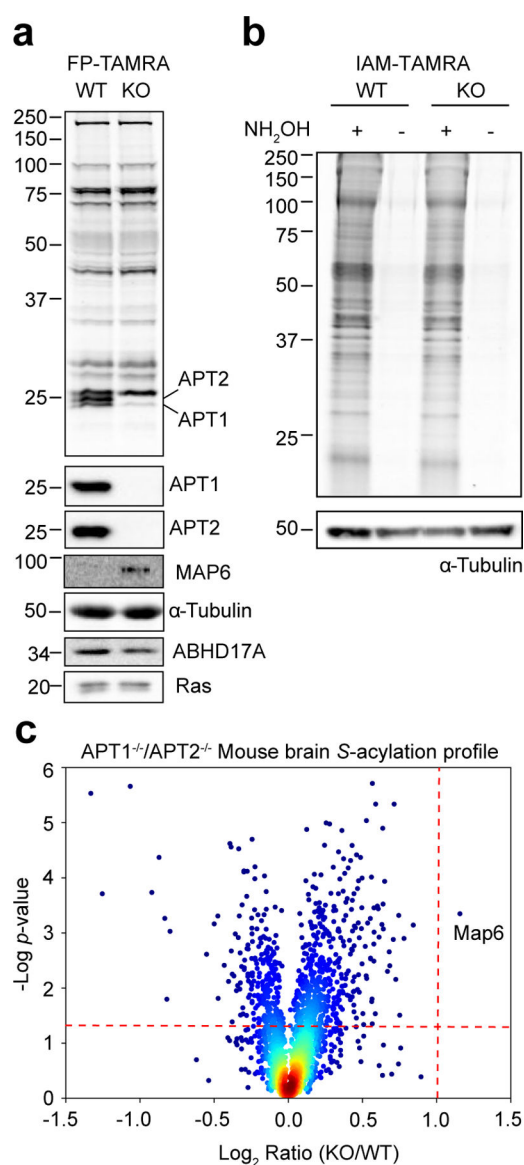 a
FP-TAMRA
WT KO
250
150
100
75
50
37
25
APT2
APT1
25 APT1
25 APT2
100 MAP6
50 α-Tubulin
34 ABHD17A
20 Ras
b
IAM-TAMRA
WT KO
NH2OH + - + -
250
150
100
75
50
37
25
50
α-Tubulin
c
APT1-/-/APT2-/- Mouse brain S-acylation profile
6
5
4
3
2
1
0
-Log p-value
Map6
-1.5 -1.0 -0.5 0.0 0.5 1.0 1.5
Log2 Ratio (KO/WT)